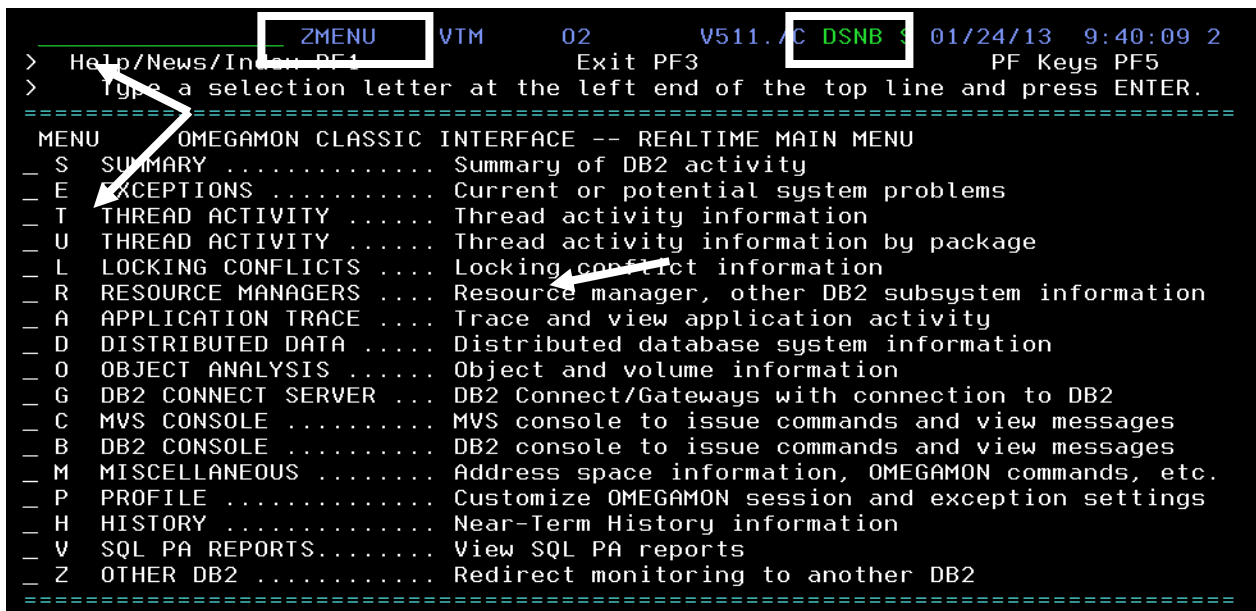 ZMENU VTM O2 V511./C DSNB S 01/24/13 9:40:09 2
> Help/News/Index PF1 Exit PF3 PF Keys PF5
> Type a selection letter at the left end of the top line and press ENTER.
===============================================================================
MENU OMEGAMON CLASSIC INTERFACE -- REALTIME MAIN MENU
_ S SUMMARY .............. Summary of DB2 activity
_ E EXCEPTIONS ........... Current or potential system problems
_ T THREAD ACTIVITY ...... Thread activity information
_ U THREAD ACTIVITY ...... Thread activity information by package
_ L LOCKING CONFLICTS .... Locking conflict information
_ R RESOURCE MANAGERS .... Resource manager, other DB2 subsystem information
_ A APPLICATION TRACE .... Trace and view application activity
_ D DISTRIBUTED DATA ..... Distributed database system information
_ O OBJECT ANALYSIS ...... Object and volume information
_ G DB2 CONNECT SERVER ... DB2 Connect/Gateways with connection to DB2
_ C MVS CONSOLE .......... MVS console to issue commands and view messages
_ B DB2 CONSOLE .......... DB2 console to issue commands and view messages
_ M MISCELLANEOUS ........ Address space information, OMEGAMON commands, etc.
_ P PROFILE .............. Customize OMEGAMON session and exception settings
_ H HISTORY .............. Near-Term History information
_ V SQL PA REPORTS........ View SQL PA reports
_ Z OTHER DB2 ............ Redirect monitoring to another DB2
===============================================================================